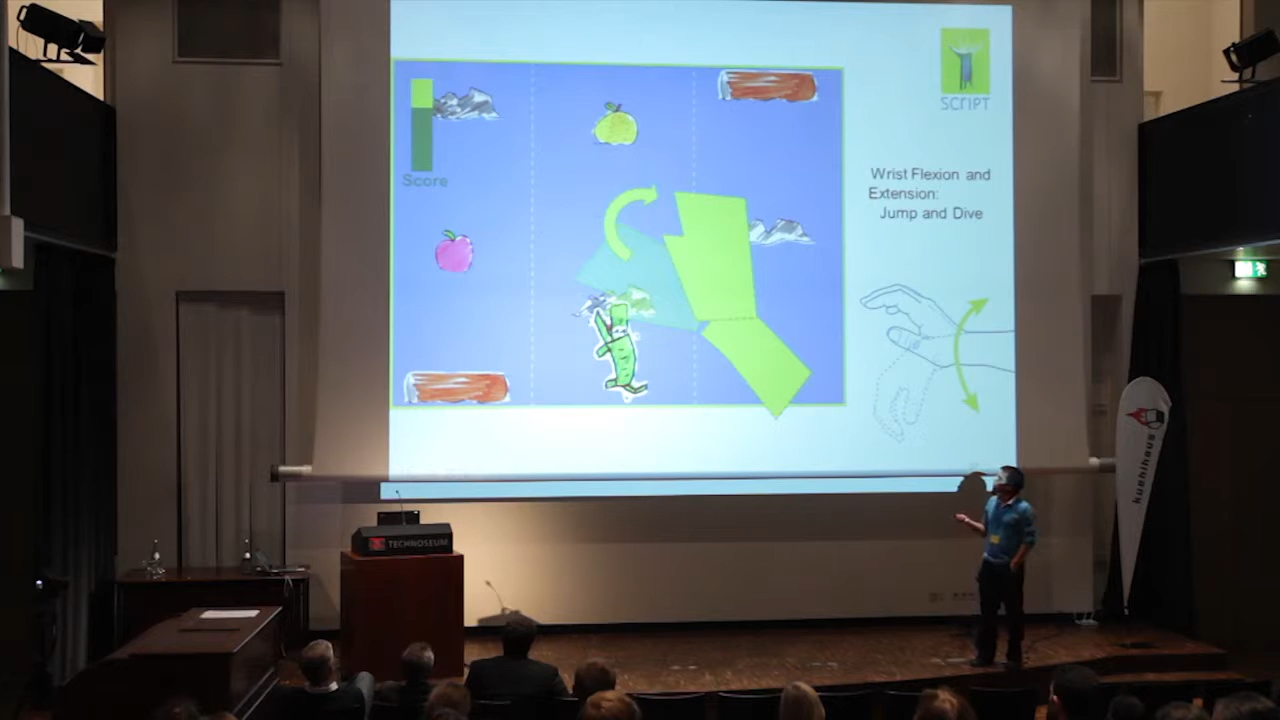 SCRIPT
Score
Wrist Flexion and
Extension:
Jump and Dive
kuehlhaus
TECHNOSEUM